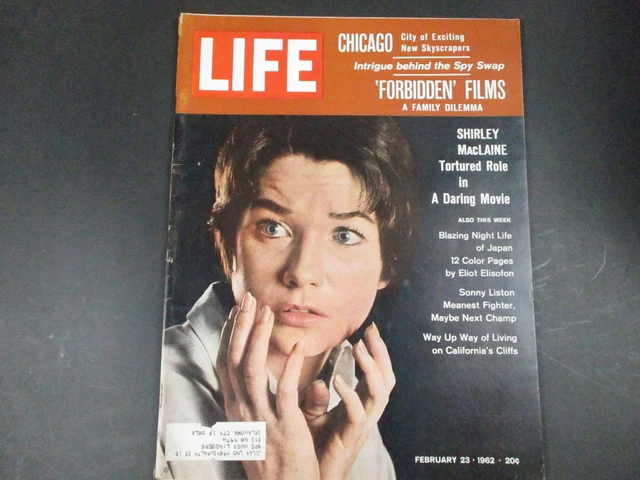 LIFE
CHICAGO City of Exciting
New Skyscrapers
Intrigue behind the Spy Swap
'FORBIDDEN' FILMS
A FAMILY DILEMMA
SHIRLEY
MacLAINE
Tortured Role
in
A Daring Movie
ALSO THIS WEEK
Blazing Night Life
of Japan
12 Color Pages
by Eliot Elisofon
Sonny Liston
Meanest Fighter,
Maybe Next Champ
Way Up Way of Living
on California's Cliffs
OKLAHOMA CTY
FEBRUARY 23 · 1962 · 20¢